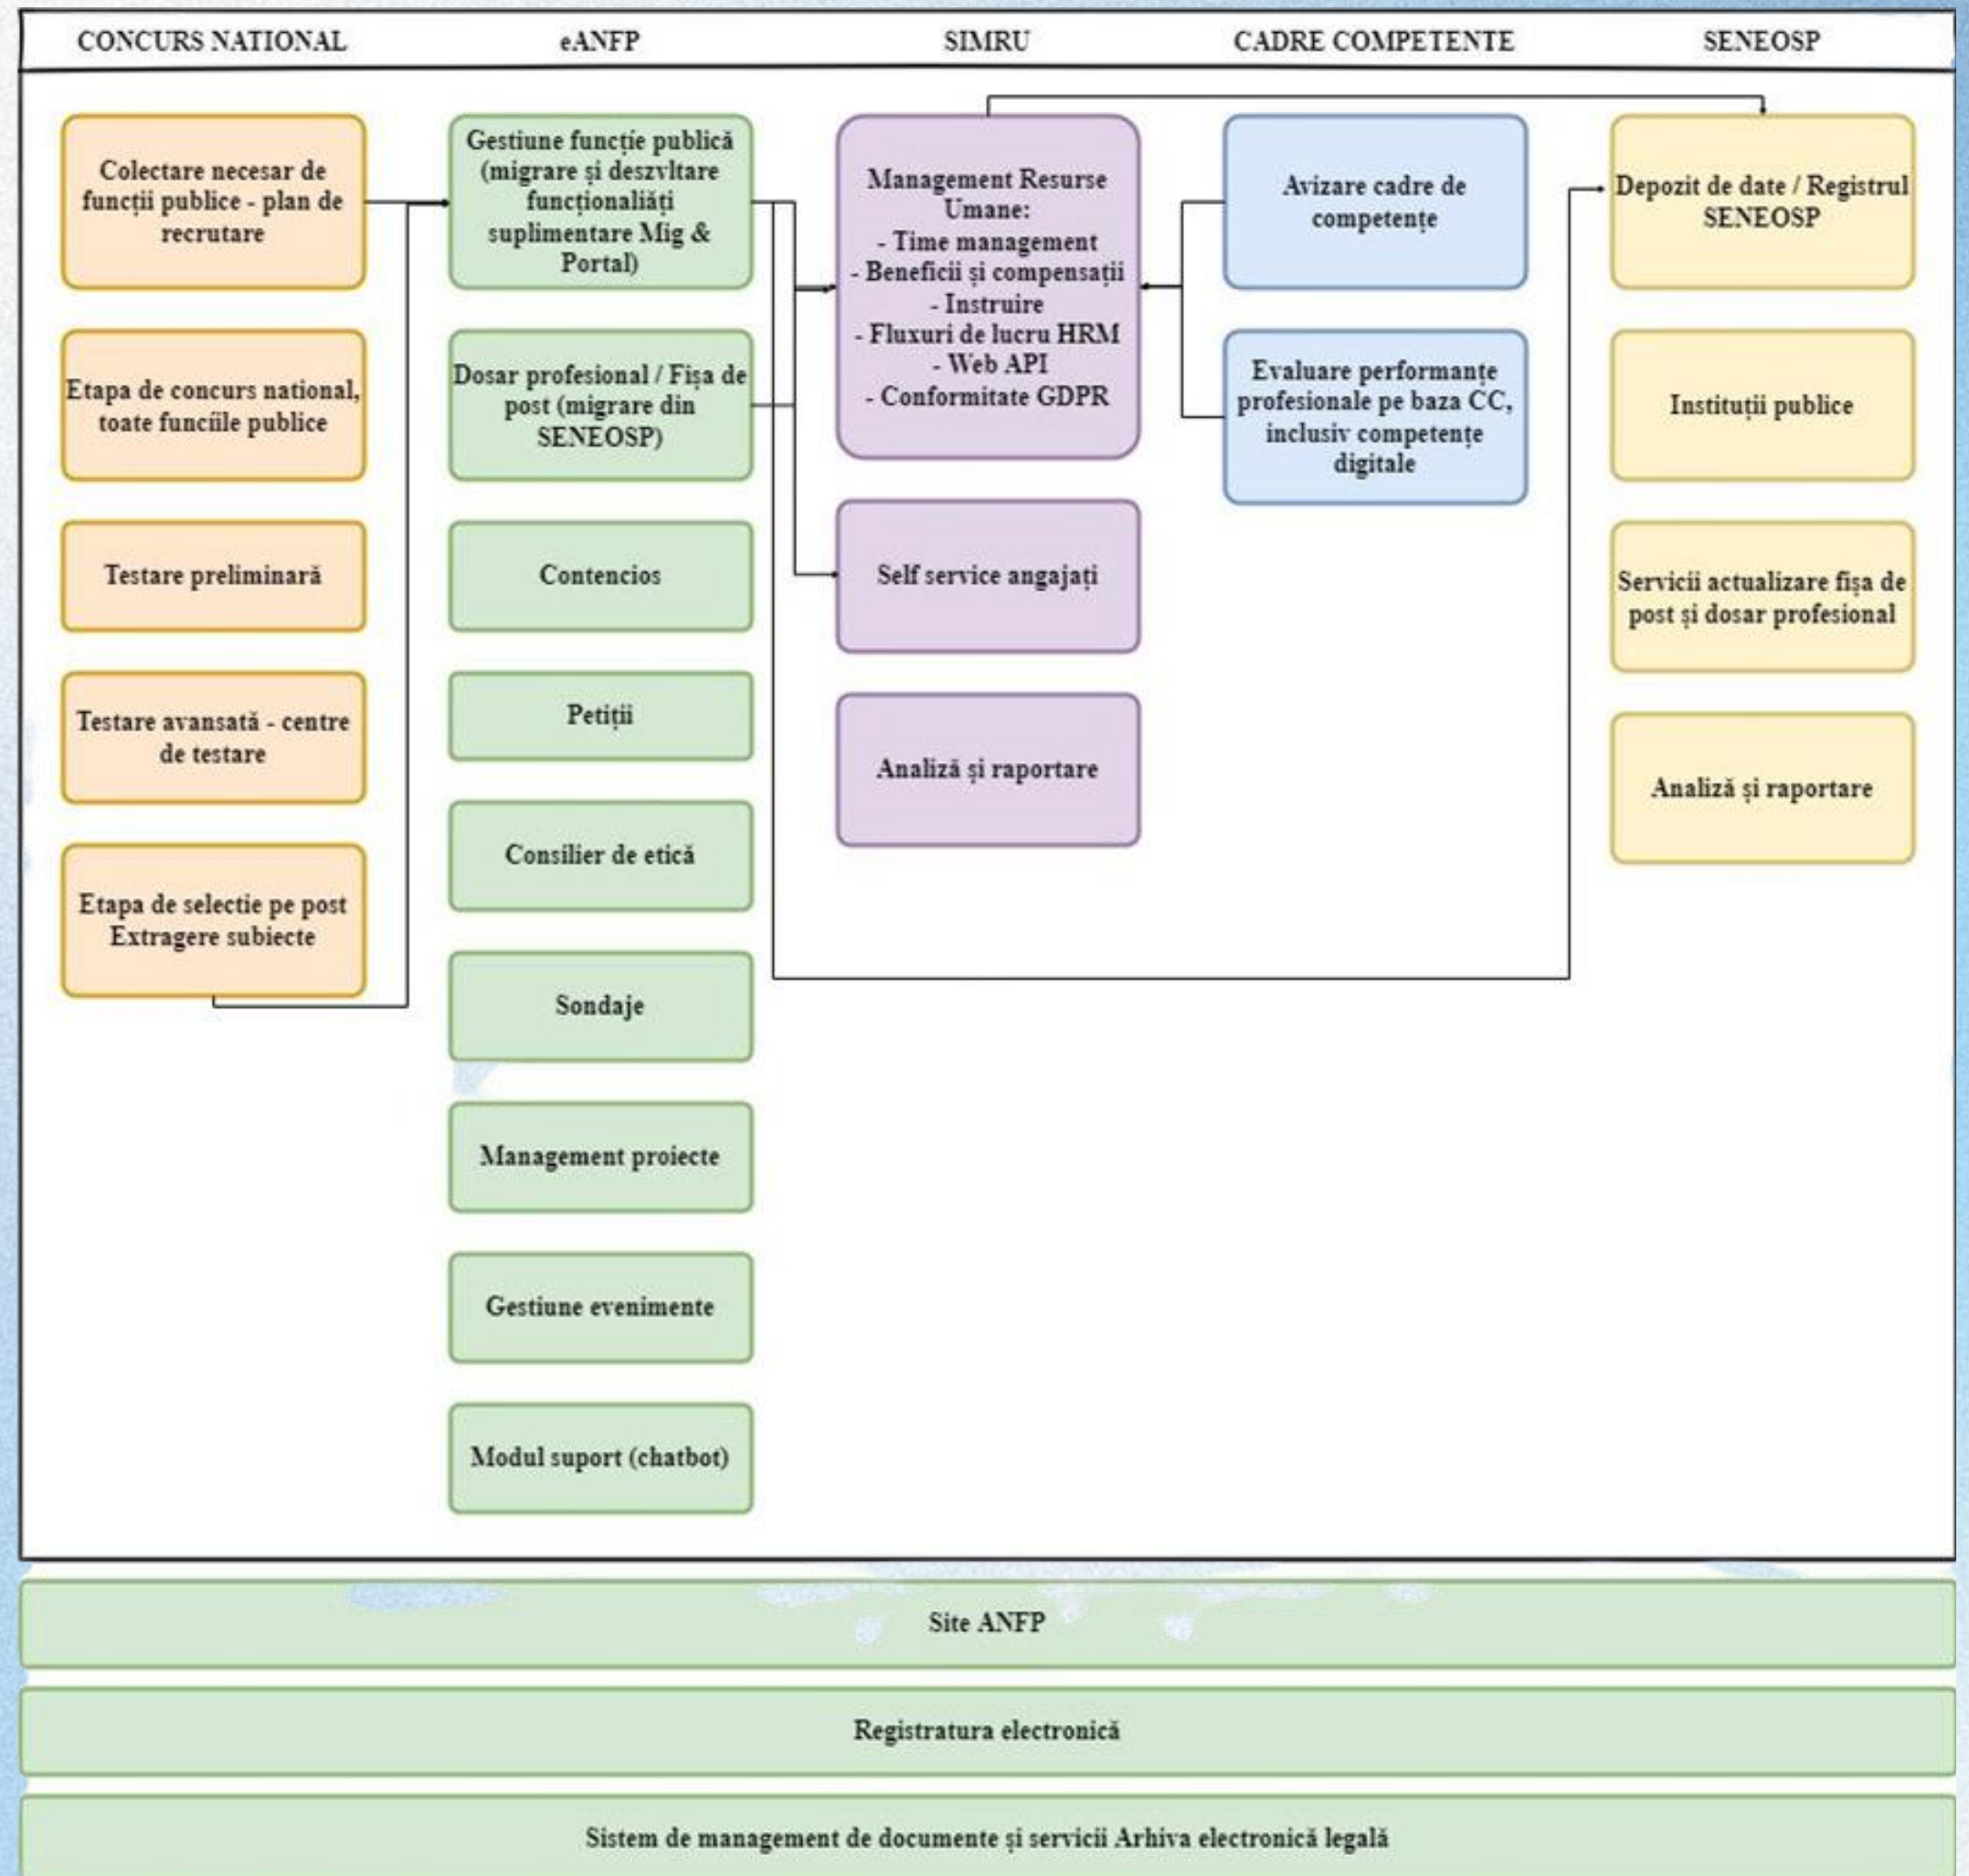 CONCURS NATIONAL
eANFP
SIMRU
CADRE COMPETENTE
SENEOSP
Colectare necesar de
funcții publice - plan de
recrutare
Etapa de concurs national,
toate funcíile publice
Testare preliminară
Testare avansată - centre
de testare
Etapa de selectie pe post
Extragere subiecte
Gestiune funcție publică
(migrare și deszvltare
funcționaliăți
suplimentare Mig &
Portal)
Dosar profesional / Fișa de
post (migrare din
SENEOSP)
Contencios
Petiții
Consilier de etică
Sondaje
Management proiecte
Gestiune evenimente
Modul suport (chatbot)
Management Resurse
Umane:
- Time management
- Beneficii și compensații
- Instruire
- Fluxuri de lucru HRM
- Web API
- Conformitate GDPR
Self service angajați
Analiză și raportare
Avizare cadre de
competențe
Evaluare performanțe
profesionale pe baza CC,
inclusiv competențe
digitale
Depozit de date / Registrul
SENEOSP
Instituții publice
Servicii actualizare fișa de
post și dosar profesional
Analiză și raportare
Site ANFP
Registratura electronică
Sistem de management de documente și servicii Arhiva electronică legală